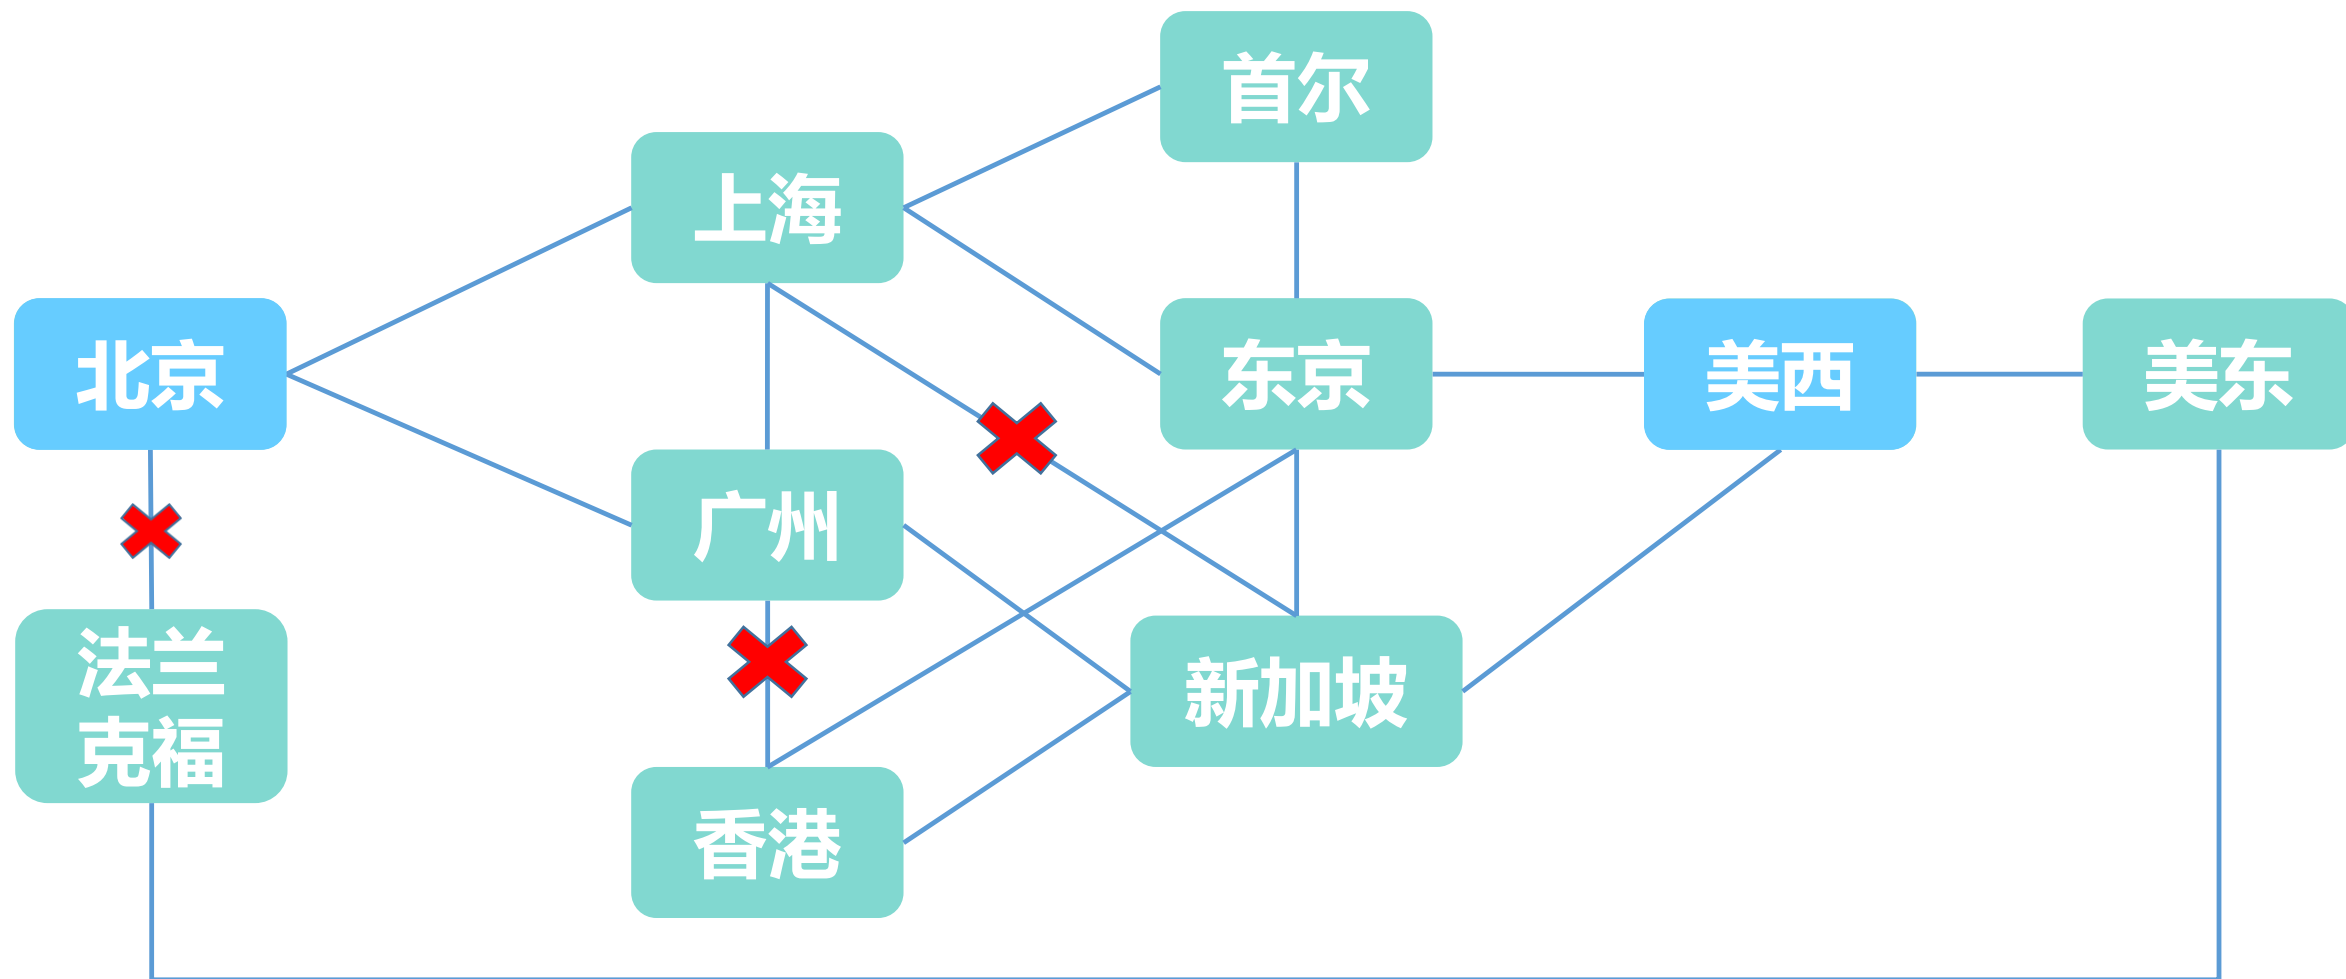 首尔
上海
北京
东京
美西
美东
广州
法兰
克福
新加坡
香港